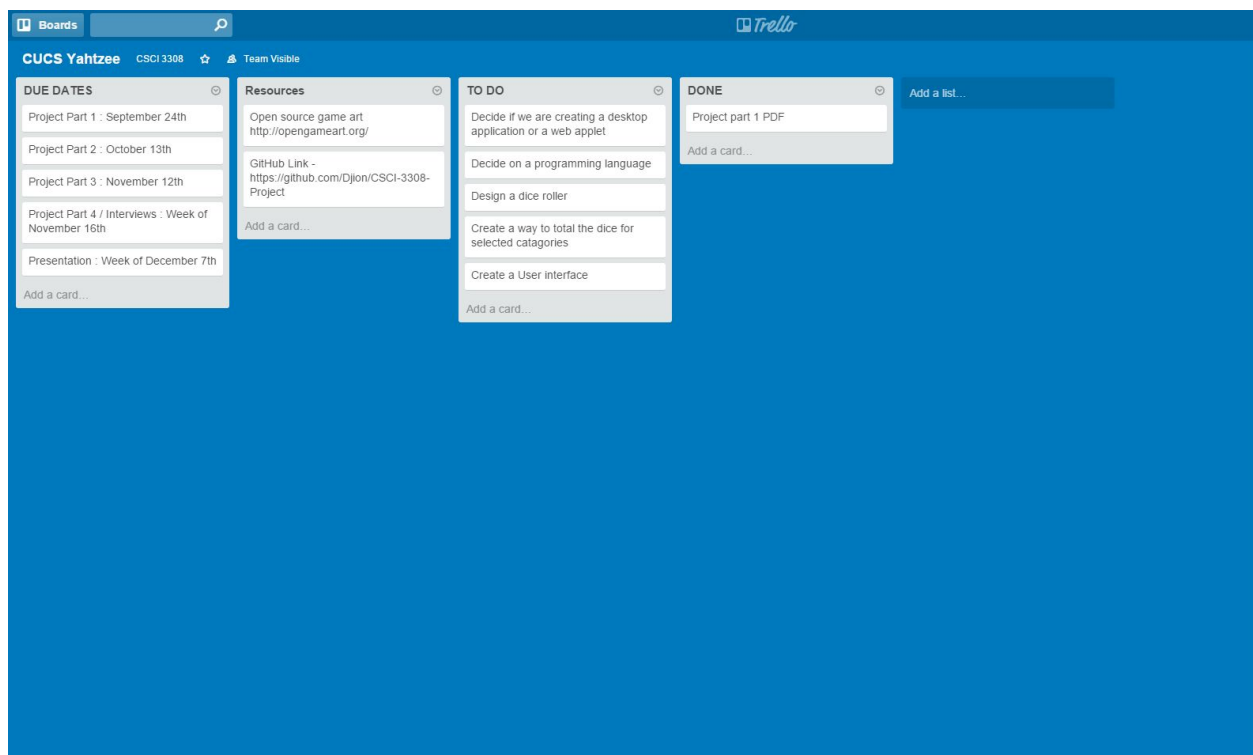 Boards
Trello
CUCS Yahtzee CSCI 3308 Team Visible
DUE DATES
Project Part 1 : September 24th
Project Part 2 : October 13th
Project Part 3 : November 12th
Project Part 4 / Interviews : Week of
November 16th
Presentation : Week of December 7th
Add a card...
Resources
Open source game art
http://opengameart.org/
GitHub Link -
https://github.com/Djion/CSCI-3308-
Project
Add a card...
TO DO
Decide if we are creating a desktop
application or a web applet
Decide on a programming language
Design a dice roller
Create a way to total the dice for
selected catagories
Create a User interface
Add a card...
DONE
Project part 1 PDF
Add a card...
Add a list...